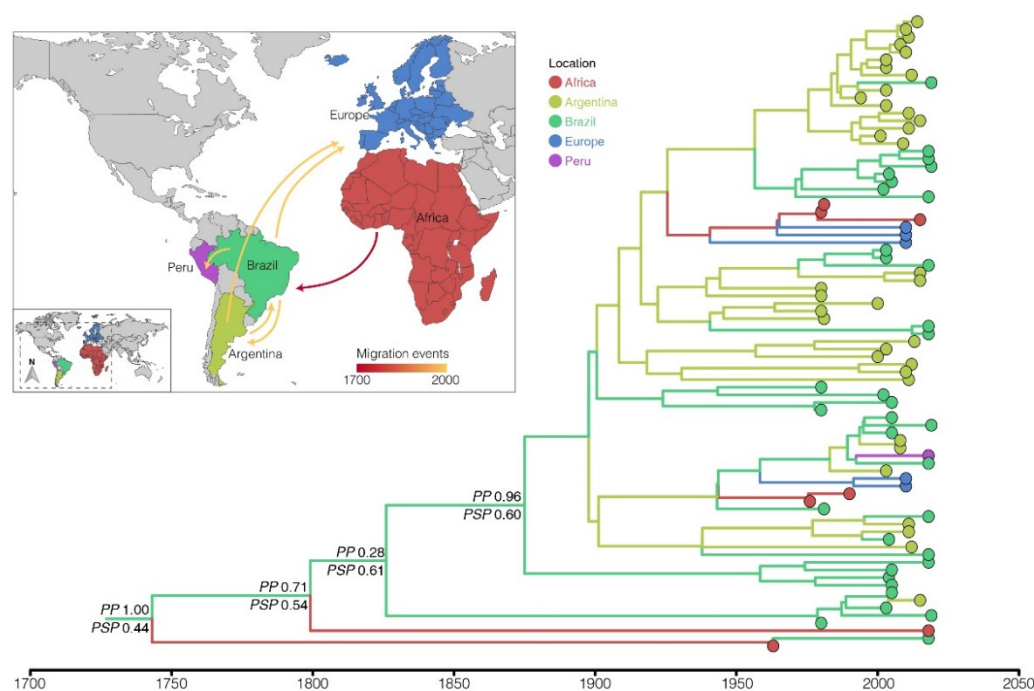 Europe
Africa
Peru
Brazil
Argentina
N
Migration events
1700 2000
Location
Africa
Argentina
Brazil
Europe
Peru
PP 0.96
PSP 0.60
PP 0.28
PSP 0.61
PP 0.71
PSP 0.54
PP 1.00
PSP 0.44
1700 1750 1800 1850 1900 1950 2000 2050